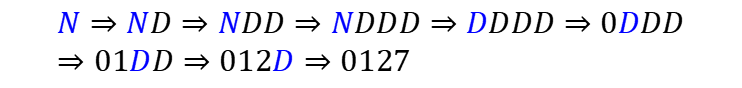 N ⇒ ND ⇒ NDD ⇒ NDDD ⇒ DDDD ⇒ 0DDD
⇒ 01DD ⇒ 012D ⇒ 0127